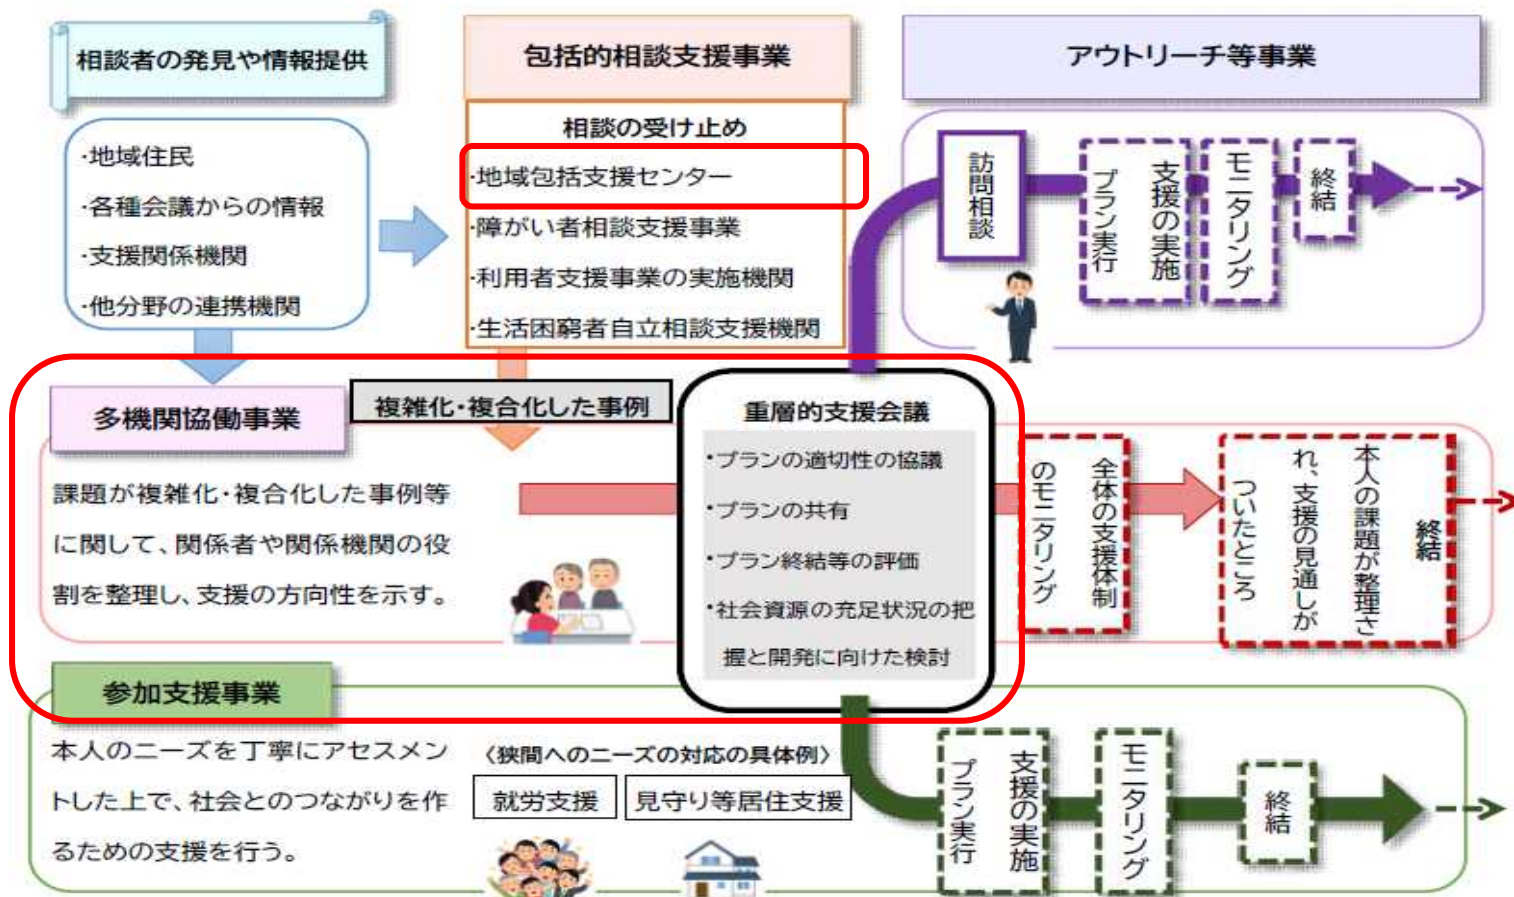 相談者の発見や情報提供
・地域住民
・各種会議からの情報
・支援関係機関
・他分野の連携機関
包括的相談支援事業
相談の受け止め
・地域包括支援センター
・障がい者相談支援事業
・利用者支援事業の実施機関
・生活困窮者自立相談支援機関
アウトリーチ等事業
訪問相談
支援の実施
プラン実行
モニタリング
終結
多機関協働事業
複雑化・複合化した事例
課題が複雑化・複合化した事例等
に関して、関係者や関係機関の役
割を整理し、支援の方向性を示す。
重層的支援会議
・プランの適切性の協議
・プランの共有
・プラン終結等の評価
・社会資源の充足状況の把
握と開発に向けた検討
全体の支援体制
のモニタリング
終結
本人の課題が整理さ
れ、支援の見通しが
ついたところ
参加支援事業
本人のニーズを丁寧にアセスメン
トした上で、社会とのつながりを作
るための支援を行う。
〈狭間へのニーズの対応の具体例〉
就労支援
見守り等居住支援
支援の実施
プラン実行
モニタリング
終結